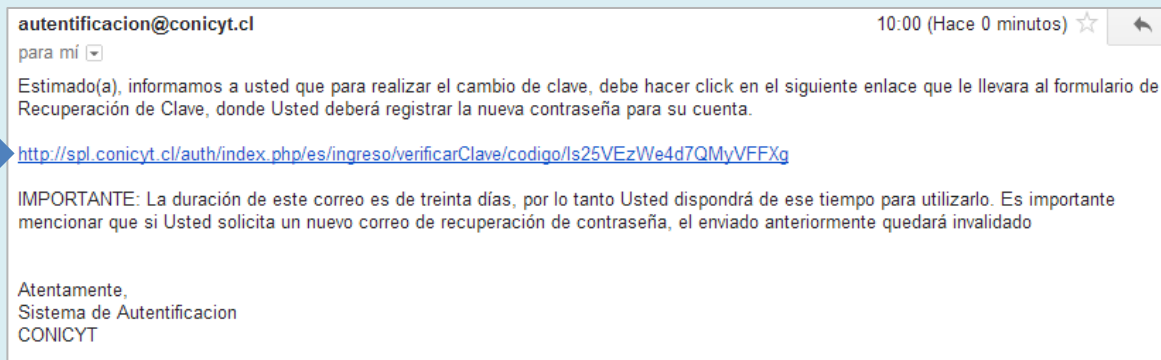 autentificacion@conicyt.cl 10:00 (Hace 0 minutos)
para mí
Estimado(a), informamos a usted que para realizar el cambio de clave, debe hacer click en el siguiente enlace que le llevara al formulario de
Recuperación de Clave, donde Usted deberá registrar la nueva contraseña para su cuenta.
http://spl.conicyt.cl/auth/index.php/es/ingreso/verificarClave/codigo/ls25VEzWe4d7QMyVFFXg
IMPORTANTE: La duración de este correo es de treinta días, por lo tanto Usted dispondrá de ese tiempo para utilizarlo. Es importante
mencionar que si Usted solicita un nuevo correo de recuperación de contraseña, el enviado anteriormente quedará invalidado
Atentamente,
Sistema de Autentificacion
CONICYT